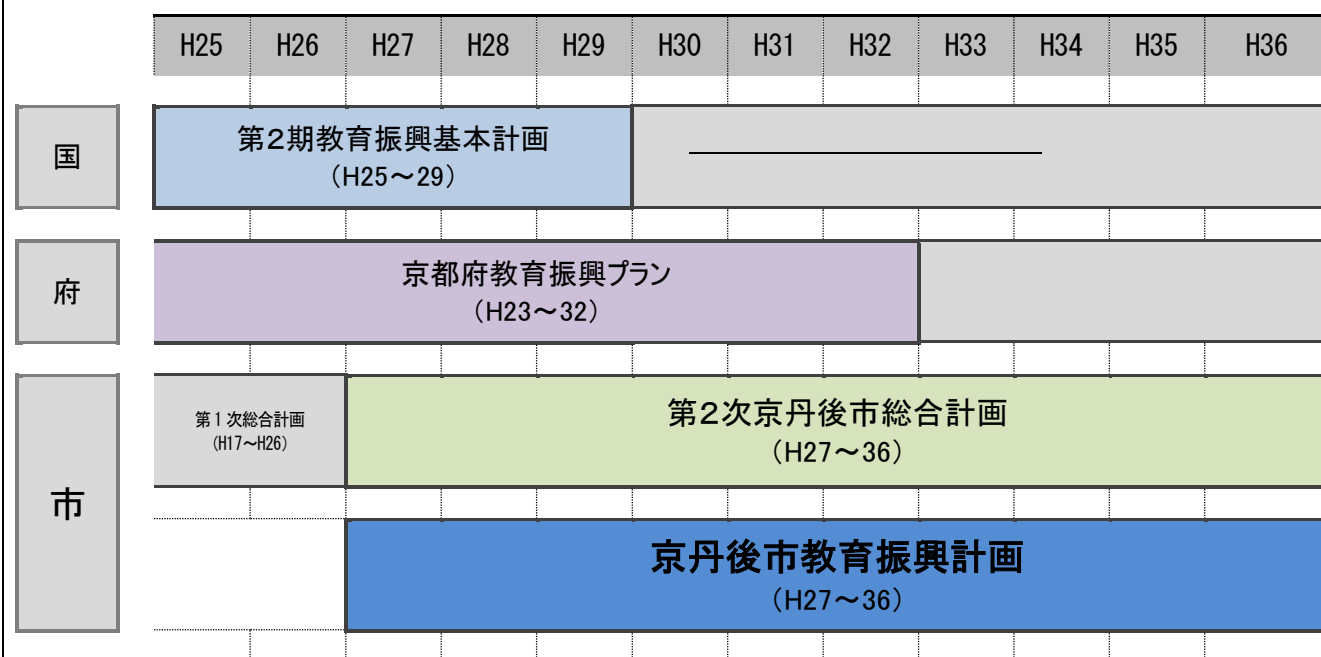 H25 H26 H27 H28 H29 H30 H31 H32 H33 H34 H35 H36
国
第2期教育振興基本計画
（H25～29）
府
京都府教育振興プラン
（H23～32）
市
第1次総合計画
（H17～H26）
第2次京丹後市総合計画
（H27～36）
京丹後市教育振興計画
（H27～36）